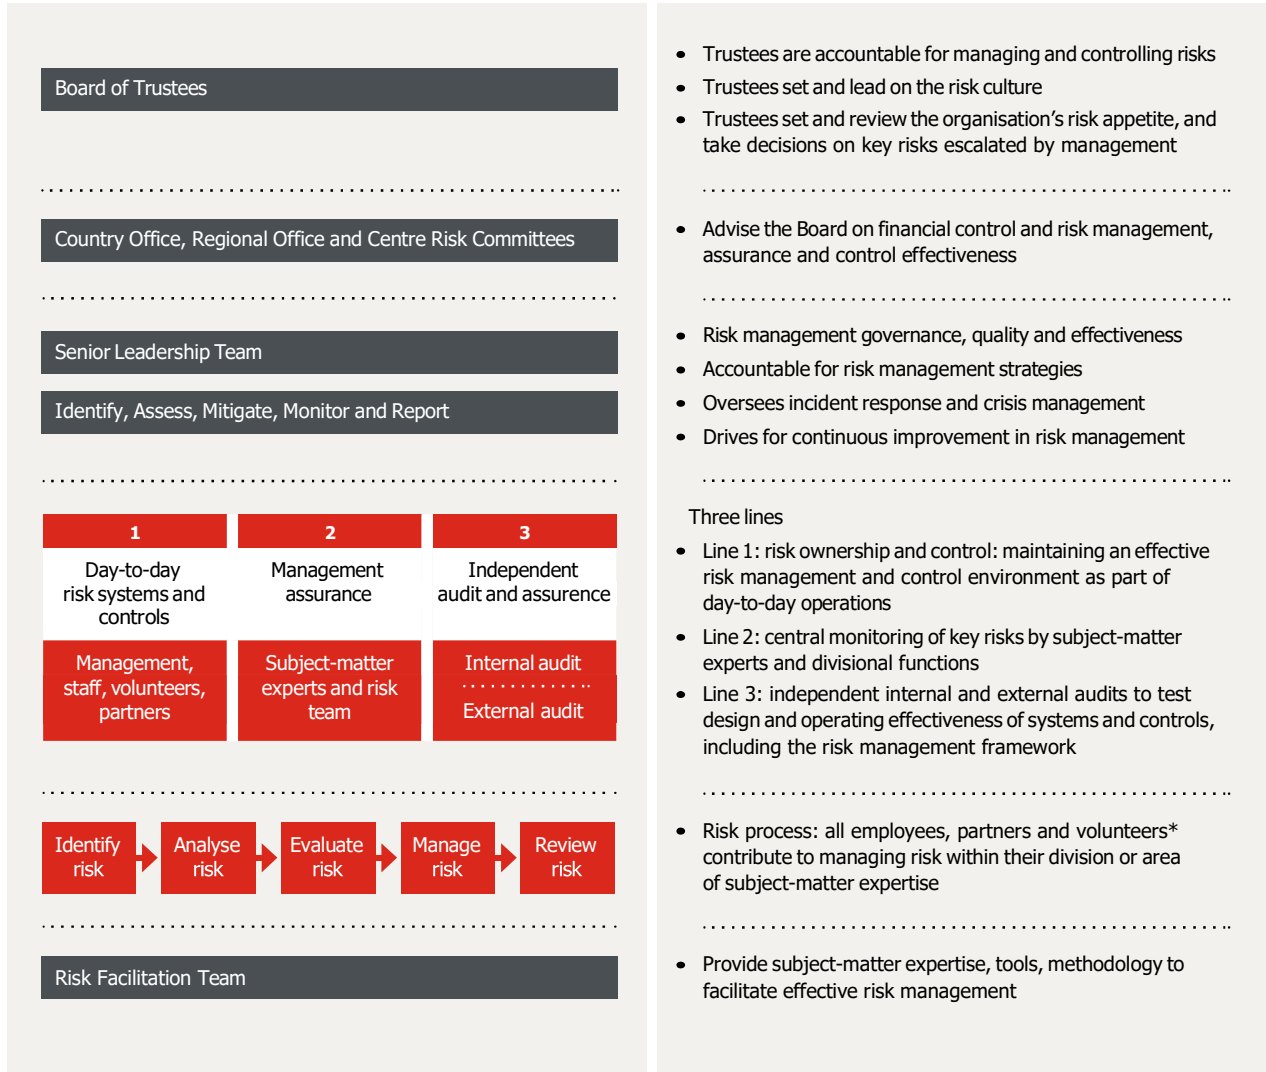 Board of Trustees
• Trustees are accountable for managing and controlling risks
• Trustees set and lead on the risk culture
• Trustees set and review the organisation’s risk appetite, and
take decisions on key risks escalated by management
Country Office, Regional Office and Centre Risk Committees
• Advise the Board on financial control and risk management,
assurance and control effectiveness
Senior Leadership Team
Identify, Assess, Mitigate, Monitor and Report
• Risk management governance, quality and effectiveness
• Accountable for risk management strategies
• Oversees incident response and crisis management
• Drives for continuous improvement in risk management
1
Day-to-day
risk systems and
controls
Management,
staff, volunteers,
partners
2
Management
assurance
Subject-matter
experts and risk
team
3
Independent
audit and assurence
Internal audit
External audit
Three lines
• Line 1: risk ownership and control: maintaining an effective
risk management and control environment as part of
day-to-day operations
• Line 2: central monitoring of key risks by subject-matter
experts and divisional functions
• Line 3: independent internal and external audits to test
design and operating effectiveness of systems and controls,
including the risk management framework
Identify
risk
Analyse
risk
Evaluate
risk
Manage
risk
Review
risk
• Risk process: all employees, partners and volunteers*
contribute to managing risk within their division or area
of subject-matter expertise
Risk Facilitation Team
• Provide subject-matter expertise, tools, methodology to
facilitate effective risk management